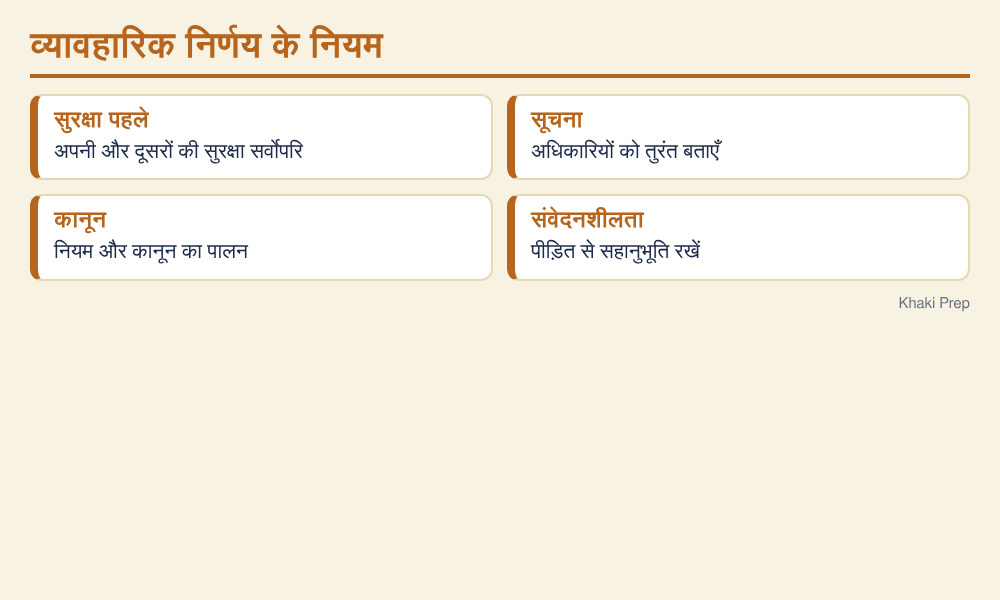 व्यावहारिक निर्णय के नियम
सुरक्षा पहले
अपनी और दूसरों की सुरक्षा सर्वोपरि
सूचना
अधिकारियों को तुरंत बताएँ
कानून
नियम और कानून का पालन
संवेदनशीलता
पीड़ित से सहानुभूति रखें
Khaki Prep